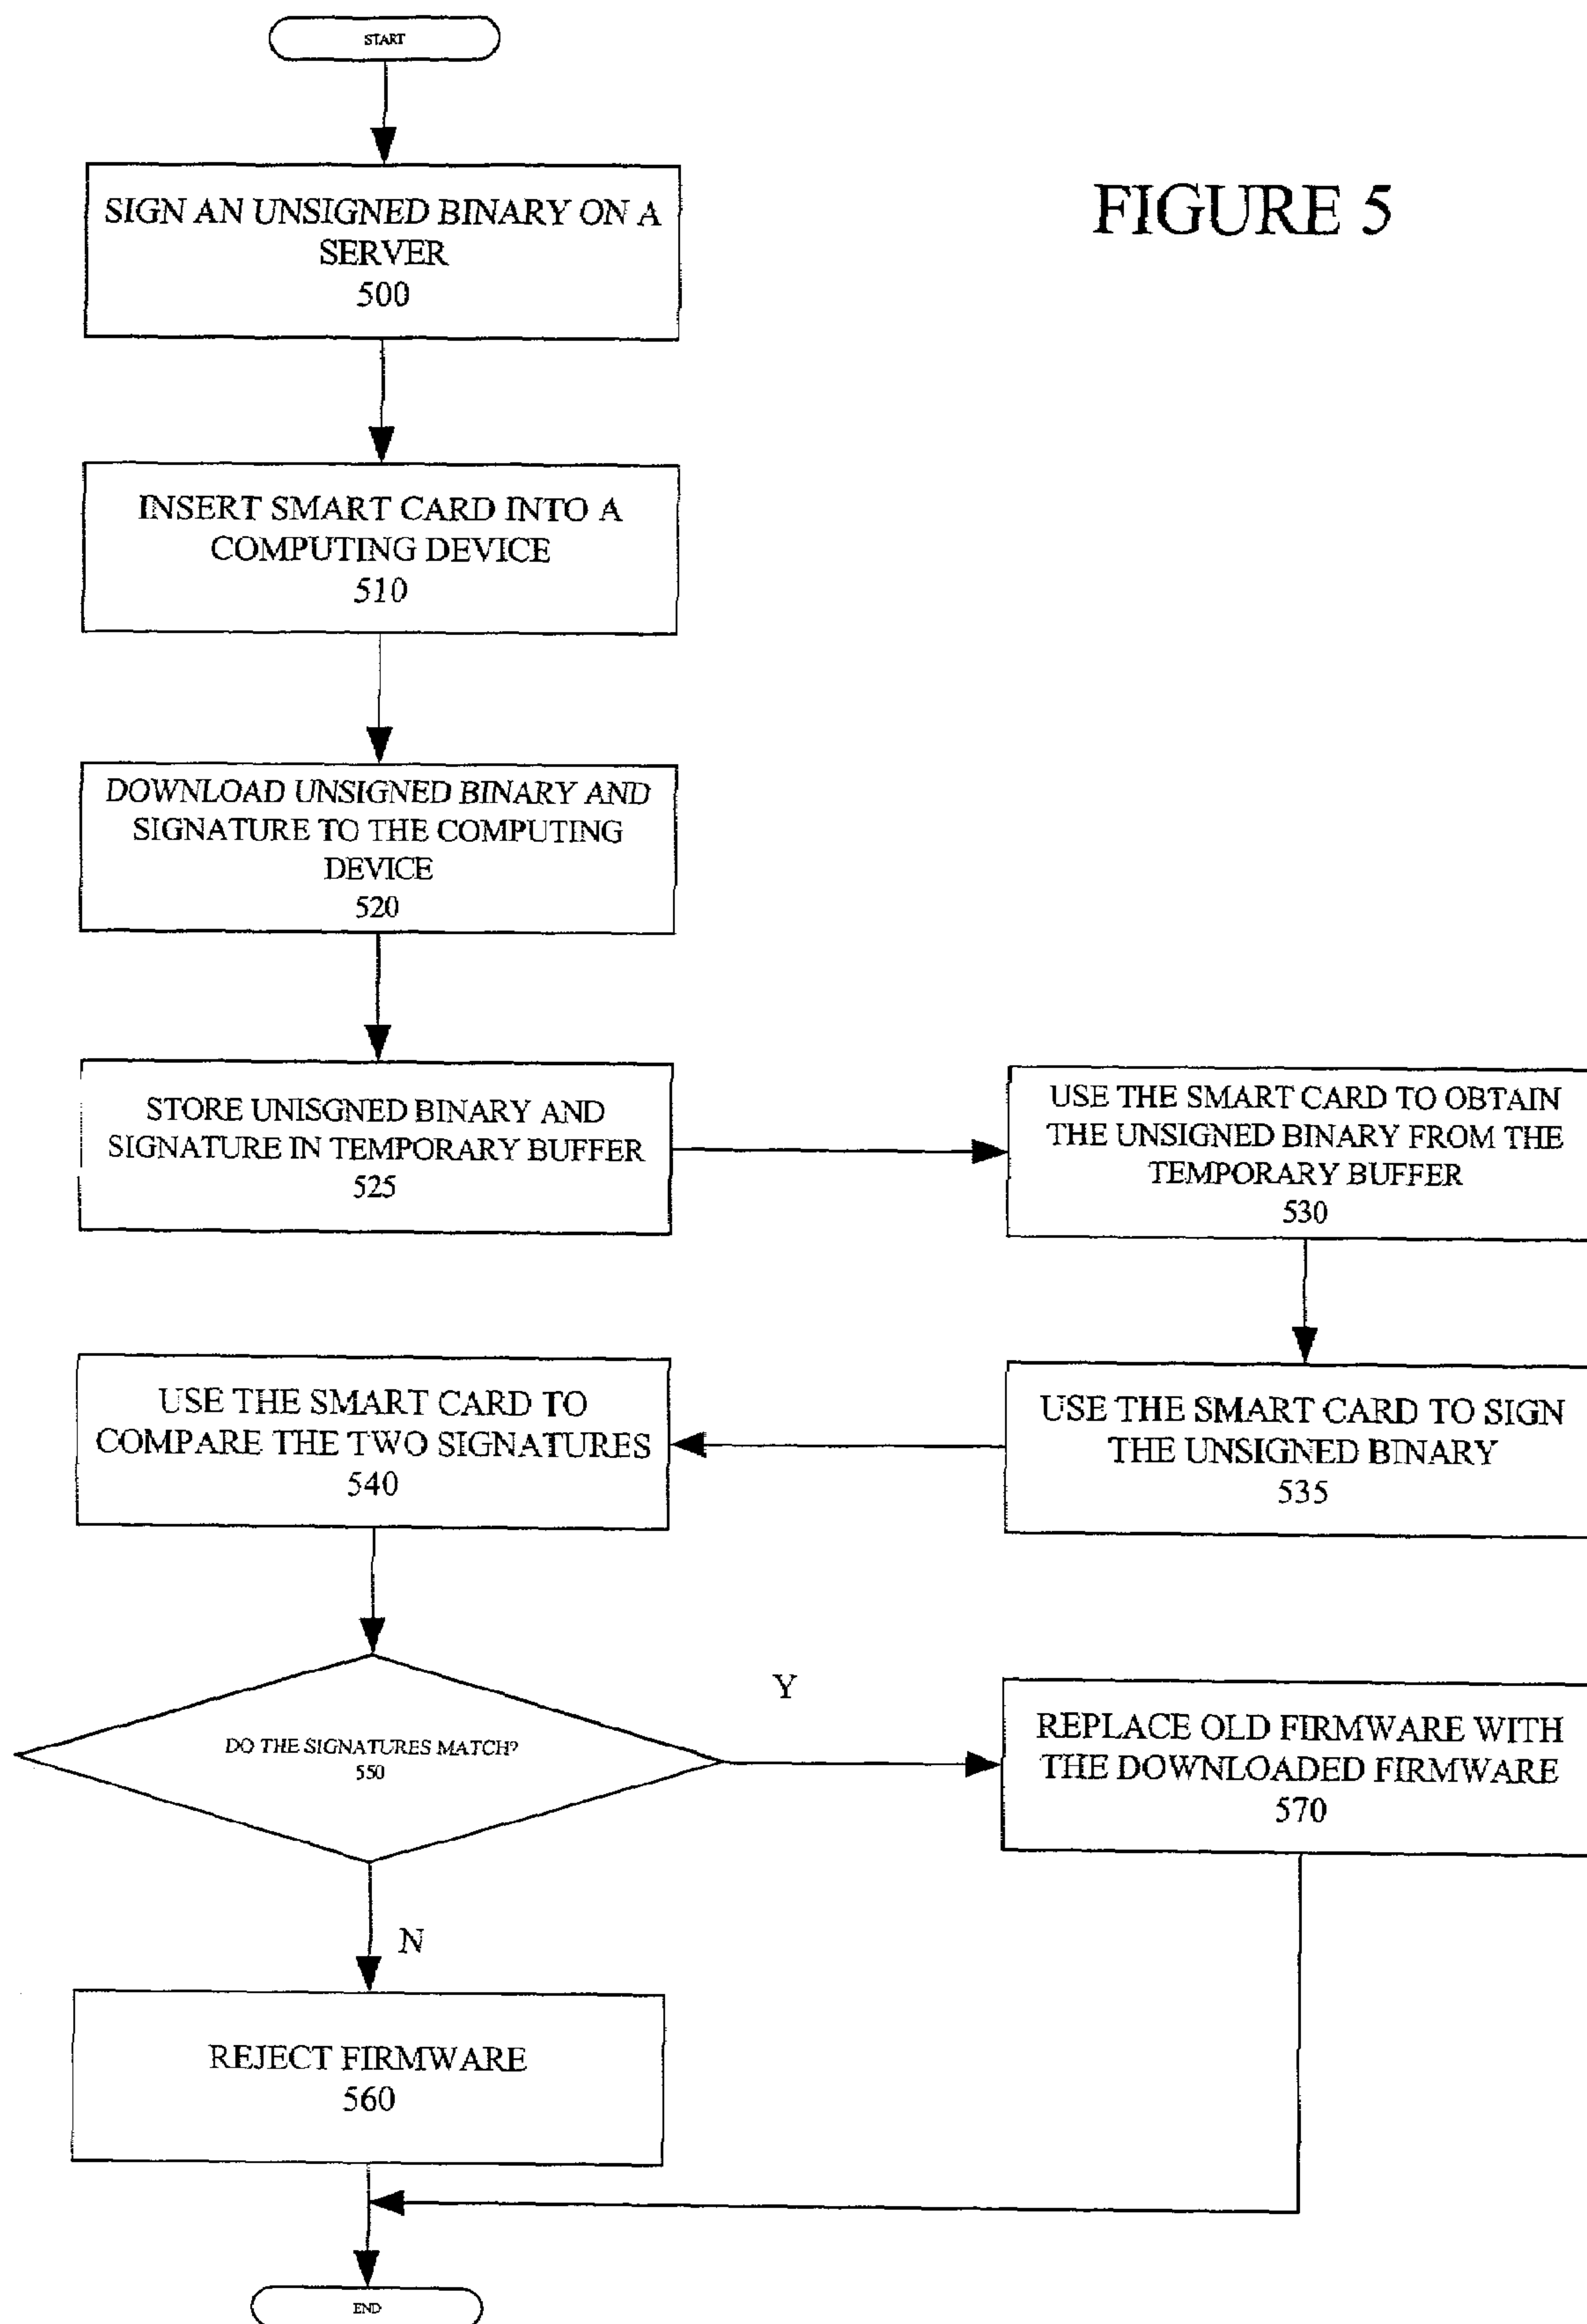 START
FIGURE 5
SIGN AN UNSIGNED BINARY ON A
SERVER
500
INSERT SMART CARD INTO A
COMPUTING DEVICE
510
DOWNLOAD UNSIGNED BINARY AND
SIGNATURE TO THE COMPUTING
DEVICE
520
STORE UNISGNED BINARY AND
SIGNATURE IN TEMPORARY BUFFER
525
USE THE SMART CARD TO OBTAIN
THE UNSIGNED BINARY FROM THE
TEMPORARY BUFFER
530
USE THE SMART CARD TO SIGN
THE UNSIGNED BINARY
535
USE THE SMART CARD TO
COMPARE THE TWO SIGNATURES
540
DO THE SIGNATURES MATCH?
550
Y
REPLACE OLD FIRMWARE WITH
THE DOWNLOADED FIRMWARE
570
N
REJECT FIRMWARE
560
END